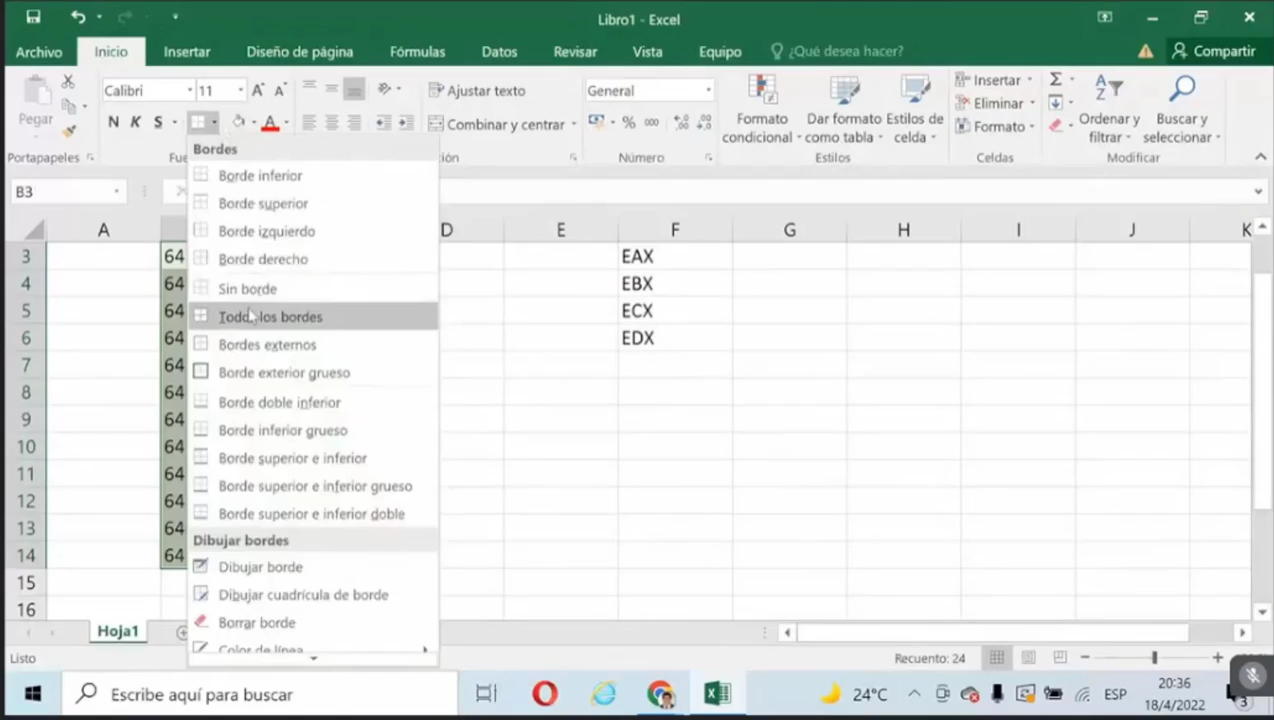 Libro1 - Excel
Archivo Inicio Insertar Diseño de página Fórmulas Datos Revisar Vista Equipo ¿Qué desea hacer? Compartir
Pegar
Portapapeles
Calibri 11
N K S
Fue
Ajustar texto
Combinar y centrar
ción
General
% 000
Número
Formato condicional
Dar formato como tabla
Estilos de celda
Estilos
Insertar
Eliminar
Formato
Celdas
Ordenar y filtrar
Buscar y seleccionar
Modificar
B3
Bordes
Borde inferior
Borde superior
Borde izquierdo
Borde derecho
Sin borde
Todos los bordes
Bordes externos
Borde exterior grueso
Borde doble inferior
Borde inferior grueso
Borde superior e inferior
Borde superior e inferior grueso
Borde superior e inferior doble
Dibujar bordes
Dibujar borde
Dibujar cuadrícula de borde
Borrar borde
Color de línea
A D E F G H I J K
3 64 EAX
4 64 EBX
5 64 ECX
6 64 EDX
7 64
8 64
9 64
10 64
11 64
12 64
13 64
14 64
15
16
Hoja1
Listo
Recuento: 24
Escribe aquí para buscar
24°C
ESP
20:36
18/4/2022
3